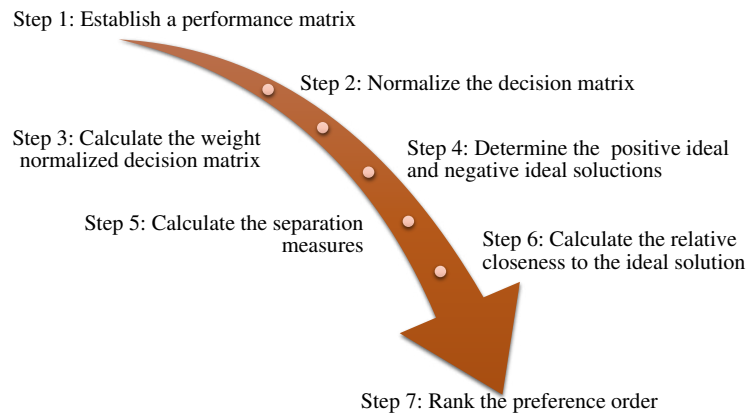 Step 1: Establish a performance matrix
Step 2: Normalize the decision matrix
Step 3: Calculate the weight
normalized decision matrix
Step 4: Determine the positive ideal
and negative ideal soluctions
Step 5: Calculate the separation
measures
Step 6: Calculate the relative
closeness to the ideal solution
Step 7: Rank the preference order